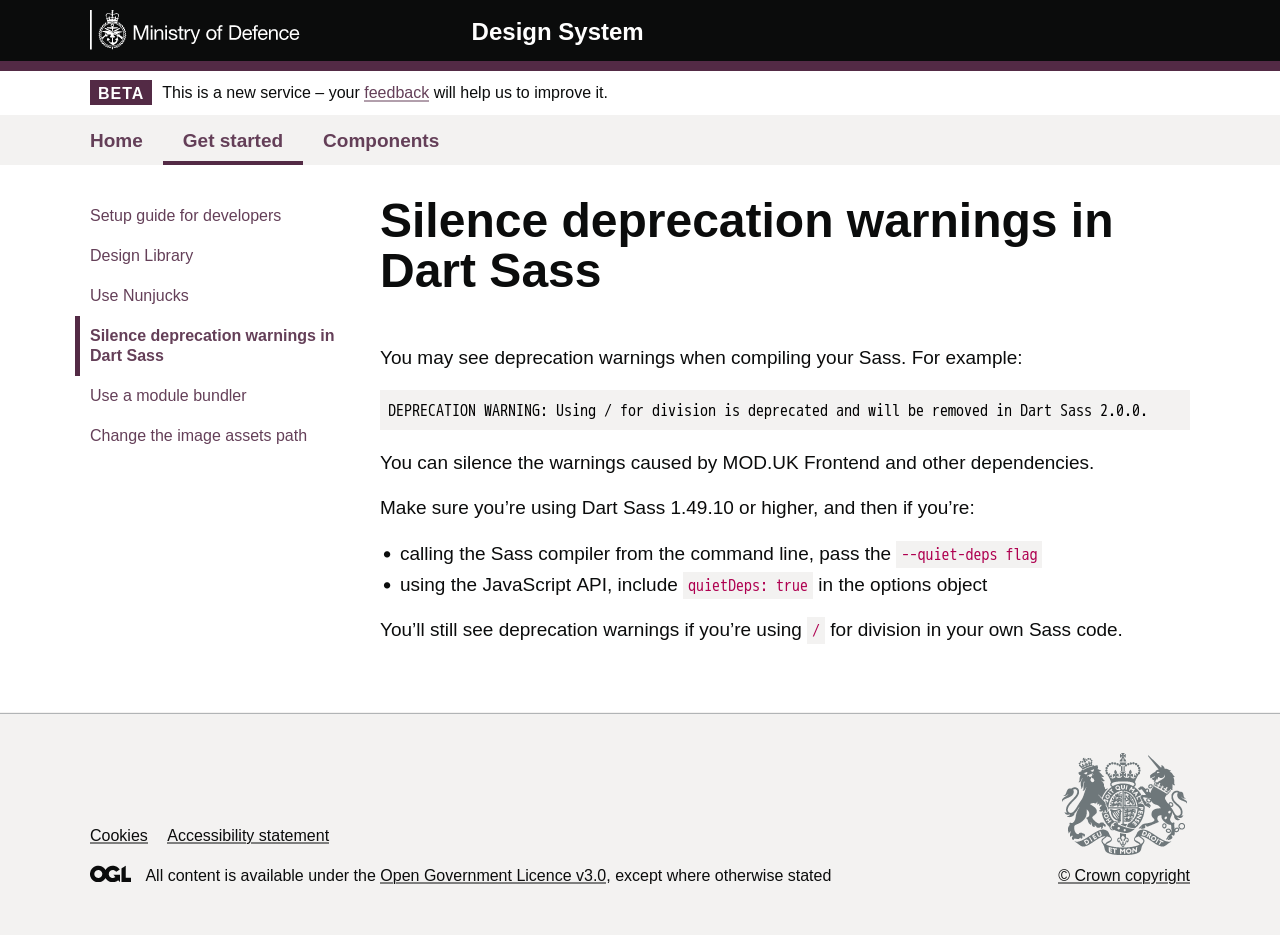 Ministry of Defence
Design System
BETA This is a new service – your feedback will help us to improve it.
Home Get started Components
Setup guide for developers
Design Library
Use Nunjucks
Silence deprecation warnings in
Dart Sass
Use a module bundler
Change the image assets path
Silence deprecation warnings in
Dart Sass
You may see deprecation warnings when compiling your Sass. For example:
DEPRECATION WARNING: Using / for division is deprecated and will be removed in Dart Sass 2.0.0.
You can silence the warnings caused by MOD.UK Frontend and other dependencies.
Make sure you’re using Dart Sass 1.49.10 or higher, and then if you’re:
• calling the Sass compiler from the command line, pass the --quiet-deps flag
• using the JavaScript API, include quietDeps: true in the options object
You’ll still see deprecation warnings if you’re using / for division in your own Sass code.
Cookies Accessibility statement
OGL All content is available under the Open Government Licence v3.0, except where otherwise stated
DIEU ET MON DROIT
© Crown copyright